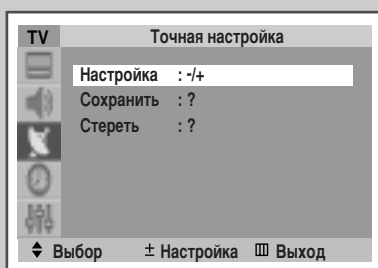 TV Точная настройка
Настройка : -/+
Сохранить : ?
Стереть : ?
Выбор ± Настройка Выход